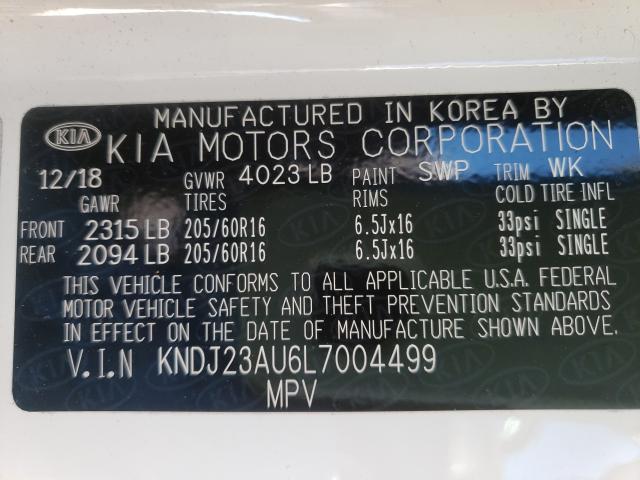 MANUFACTURED IN KOREA BY
KIA KIA MOTORS CORPORATION
12/18 GVWR 4023 LB PAINT SWP TRIM WK
GAWR TIRES RIMS COLD TIRE INFL
FRONT 2315 LB 205/60R16 6.5Jx16 33psi SINGLE
REAR 2094 LB 205/60R16 6.5Jx16 33psi SINGLE
THIS VEHICLE CONFORMS TO ALL APPLICABLE U.S.A. FEDERAL
MOTOR VEHICLE SAFETY AND THEFT PREVENTION STANDARDS
IN EFFECT ON THE DATE OF MANUFACTURE SHOWN ABOVE.
V.I.N KNDJ23AU6L7004499
MPV